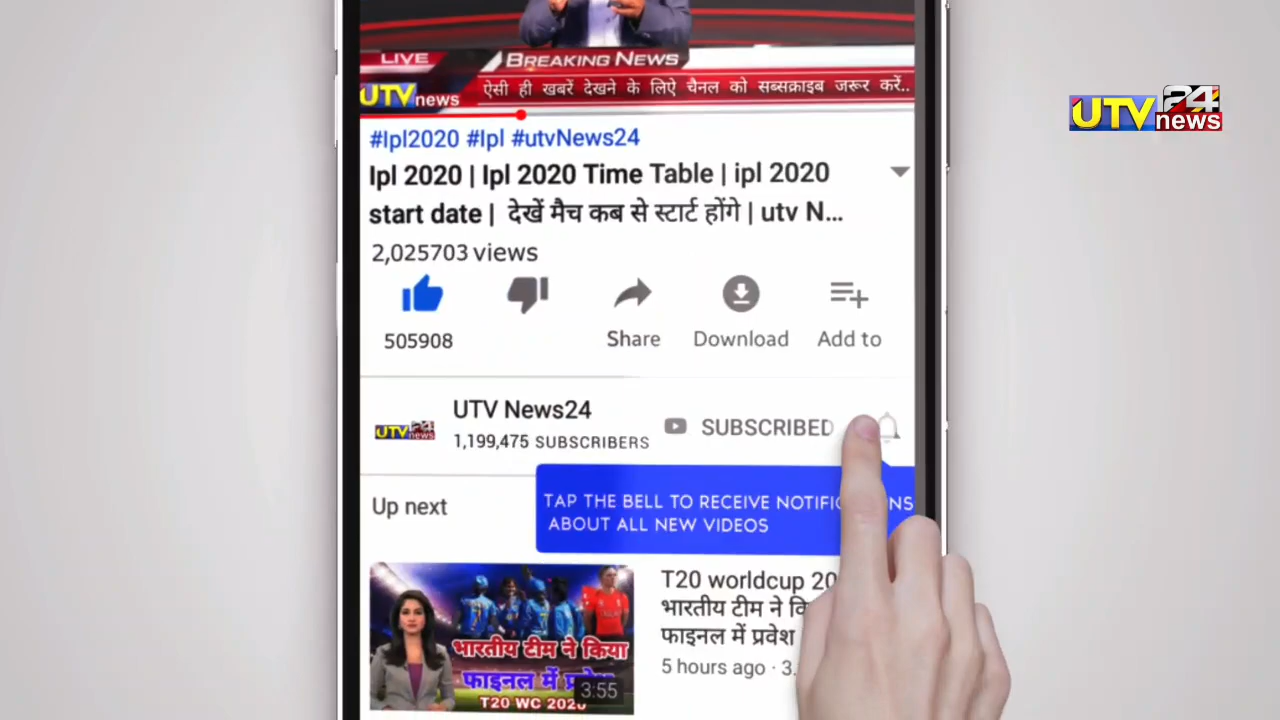 LIVE
BREAKING NEWS
UTV news
ऐसी ही खबरें देखने के लिऐ चैनल को सब्सक्राइब जरूर करें..
UTV 24 news
#Ipl2020 #Ipl #utvNews24
Ipl 2020 | Ipl 2020 Time Table | ipl 2020
start date | देखें मैच कब से स्टार्ट होंगे | utv N...
2,025703 views
505908
Share
Download
Add to
UTV news
UTV News24
1,199,475 SUBSCRIBERS
SUBSCRIBED
TAP THE BELL TO RECEIVE
ABOUT ALL NEW VIDEOS
Up next
भारतीय टीम ने किया
फाइनल में
T20 WC 2020
3:55
T20 worldcup
भारतीय टीम ने
फाइनल में प्रवेश
5 hours ago